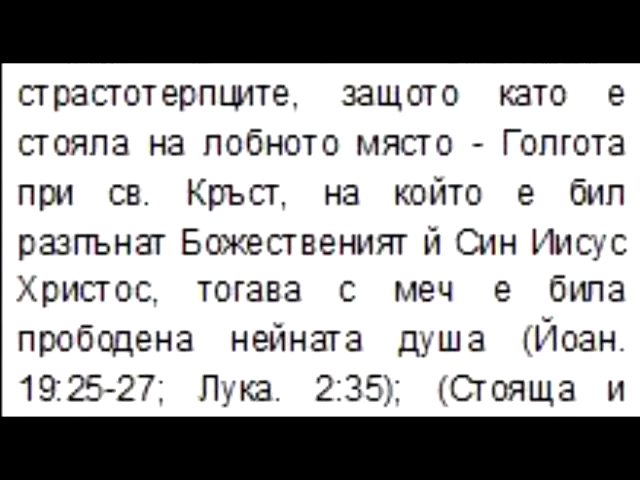 страстотерпците, защото като е
стояла на лобното място - Голгота
при св. Кръст, на който е бил
разпънат Божественият й Син Иисус
Христос, тогава с меч е била
прободена нейната душа (Йоан.
19:25-27; Лука. 2:35); (Стояща и